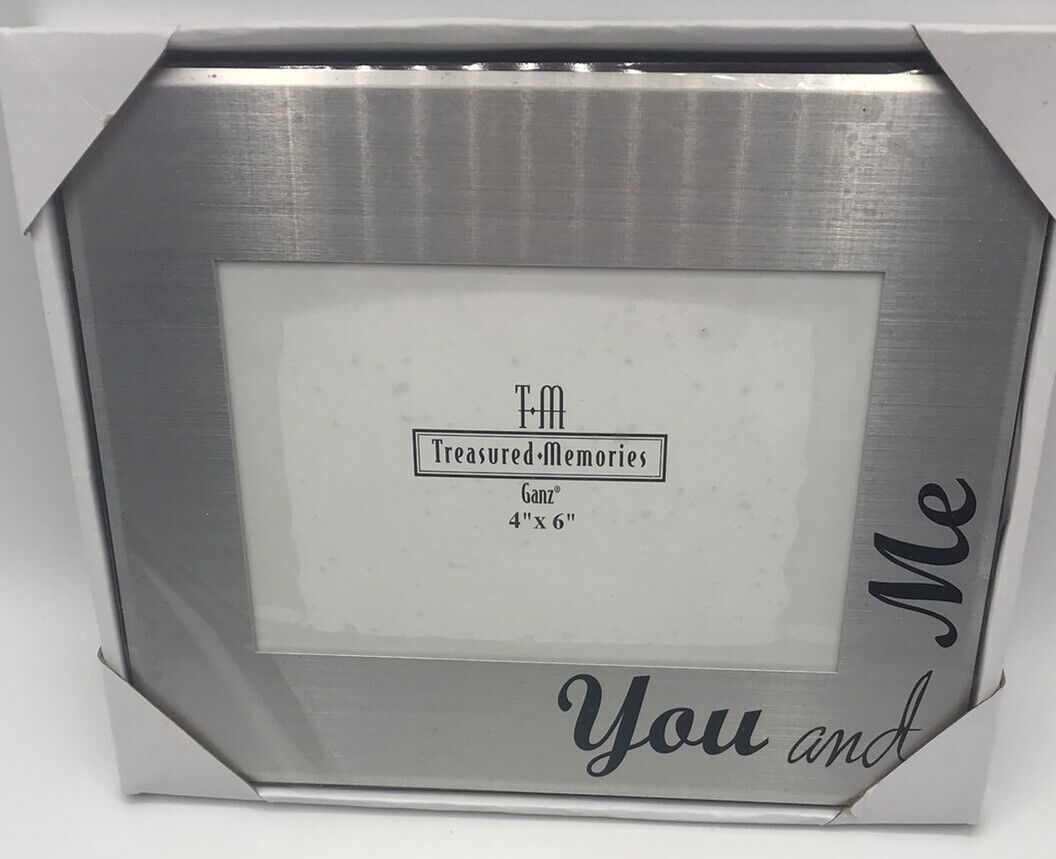 T•M
Treasured•Memories
Ganz®
4"x 6"
You and
Me